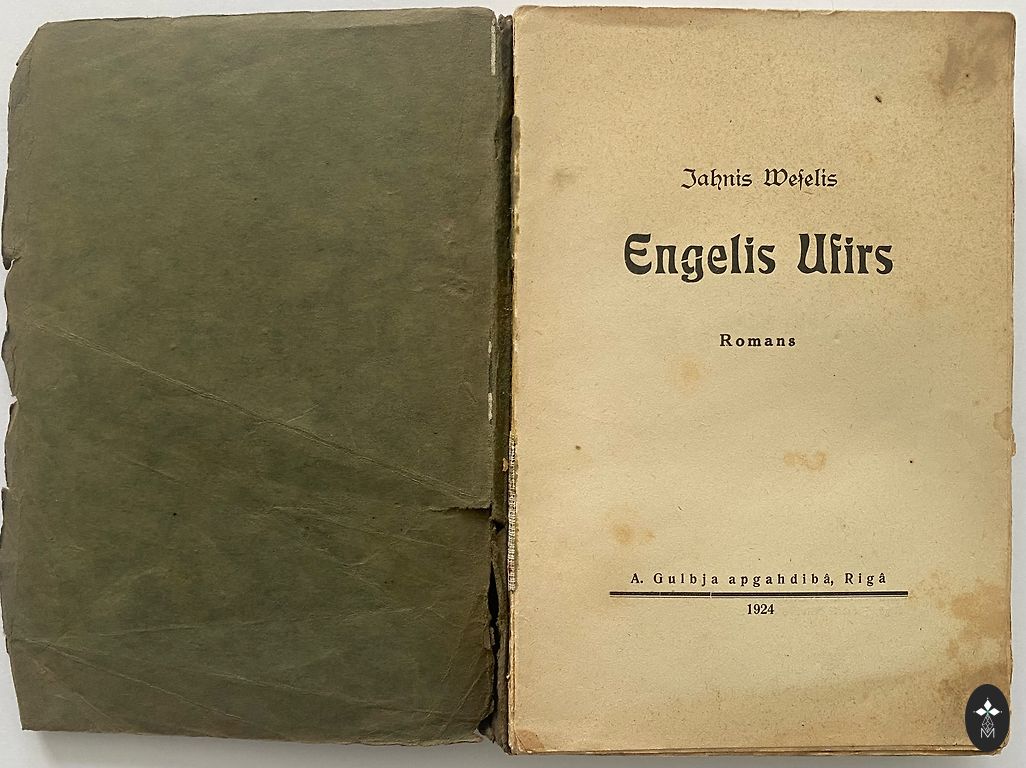 Jahnis Weſelis
Engelis Uſirs
Romans
A. Gulbja apgahdibâ, Rigâ
1924
M